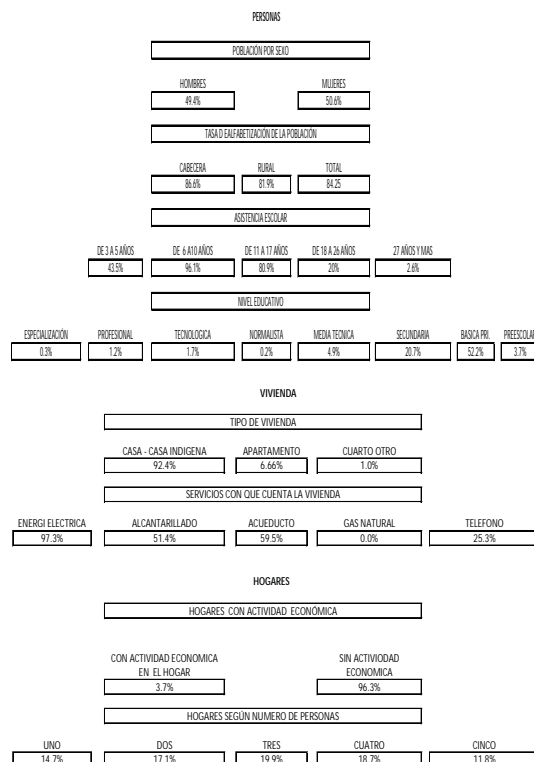 PERSONAS
POBLACIÓN POR SEXO
HOMBRES MUJERES
49.4% 50.6%
TASA D EALFABETIZACIÓN DE LA POBLACIÓN
CABECERA RURAL TOTAL
86.6% 81.9% 84.25
ASISTENCIA ESCOLAR
DE 3 A 5 AÑOS DE 6 A10 AÑOS DE 11 A 17 AÑOS DE 18 A 26 AÑOS 27 AÑOS Y MAS
43.5% 96.1% 80.9% 20% 2.6%
NIVEL EDUCATIVO
ESPECIALIZACIÓN PROFESIONAL TECNOLOGICA NORMALISTA MEDIA TECNICA SECUNDARIA BASICA PRI. PREESCOLAR
0.3% 1.2% 1.7% 0.2% 4.9% 20.7% 52.2% 3.7%
VIVIENDA
TIPO DE VIVIENDA
CASA - CASA INDIGENA APARTAMENTO CUARTO OTRO
92.4% 6.66% 1.0%
SERVICIOS CON QUE CUENTA LA VIVIENDA
ENERGI ELECTRICA ALCANTARILLADO ACUEDUCTO GAS NATURAL TELEFONO
97.3% 51.4% 59.5% 0.0% 25.3%
HOGARES
HOGARES CON ACTIVIDAD ECONÓMICA
CON ACTIVIDAD ECONOMICA SIN ACTIVIODAD
EN EL HOGAR ECONOMICA
3.7% 96.3%
HOGARES SEGÚN NUMERO DE PERSONAS
UNO DOS TRES CUATRO CINCO
14.7% 17.1% 19.9% 18.7% 11.8%